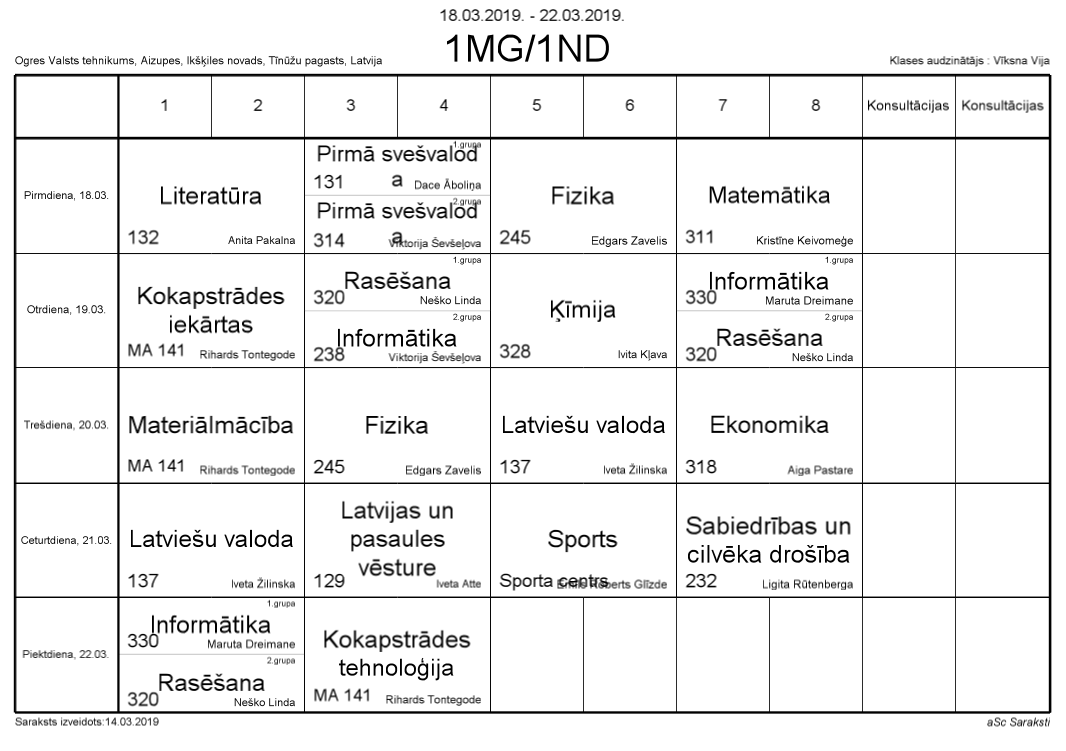 18.03.2019. - 22.03.2019.
1MG/1ND
Ogres Valsts tehnikums, Aizupes, Ikšķiles novads, Tīnūžu pagasts, Latvija
Klases audzinātājs : Vīksna Vija
1 2 3 4 5 6 7 8 Konsultācijas Konsultācijas
Pirmdiena, 18.03.
Literatūra
132 Anita Pakalna
1.grupa
Pirmā svešvalod
a
131 Dace Āboliņa
2.grupa
Pirmā svešvalod
a
314 Viktorija Ševšeļova
Fizika
245 Edgars Zavelis
Matemātika
311 Kristīne Keivomeģe
Otrdiena, 19.03.
Kokapstrādes
iekārtas
MA 141 Rihards Tontegode
1.grupa
Rasēšana
320 Neško Linda
2.grupa
Informātika
238 Viktorija Ševšeļova
Ķīmija
328 Ivita Kļava
1.grupa
Informātika
330 Maruta Dreimane
2.grupa
Rasēšana
320 Neško Linda
Trešdiena, 20.03.
Materiālmācība
MA 141 Rihards Tontegode
Fizika
245 Edgars Zavelis
Latviešu valoda
137 Iveta Žilinska
Ekonomika
318 Aiga Pastare
Ceturtdiena, 21.03.
Latviešu valoda
137 Iveta Žilinska
Latvijas un
pasaules
vēsture
129 Iveta Atte
Sports
Sporta centrs Roberts Glīzde
Sabiedrības un
cilvēka drošība
232 Ligita Rūtenberga
Piektdiena, 22.03.
1.grupa
Informātika
330 Maruta Dreimane
2.grupa
Rasēšana
320 Neško Linda
Kokapstrādes
tehnoloģija
MA 141 Rihards Tontegode
Saraksts izveidots:14.03.2019
aSc Saraksti